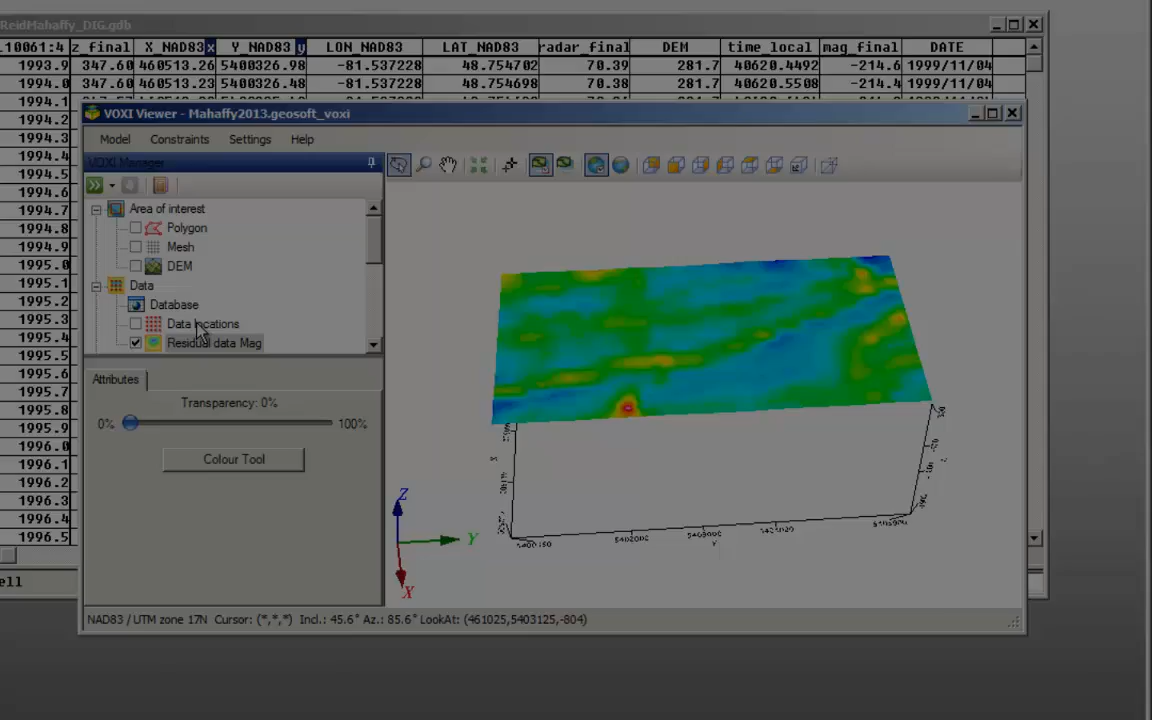 ReidMahaffy_DIG.gdb
L10061:4 z_final X_NAD83 x Y_NAD83 y LON_NAD83 LAT_NAD83 radar_final DEM time_local mag_final DATE
1993.9 347.60 460513.26 5400326.98 -81.537228 48.754702 70.39 281.7 40620.4492 -214.6 1999/11/04
1994.0 347.60 460513.23 5400326.48 -81.537228 48.754698 70.38 281.7 40620.5508 1999/11/04
1994.1
VOXI Viewer - Mahaffy2013.geosoft_voxi
1994.2
Model Constraints Settings Help
1994.3
VOXI Manager
1994.4
1994.5
1994.6
Area of interest
1994.7
Polygon
1994.8
Mesh
1994.9
DEM
1995.0
Data
1995.1
Database
1995.2
Data locations
1995.3
Residual data Mag
1995.4
1995.5
Attributes
1995.6
Transparency: 0%
1995.7
0% 100%
1995.8
1995.9
Colour Tool
1996.0
1996.1
1996.2
Z
1996.3
1996.4
Y
1996.5
X
ell
NAD83 / UTM zone 17N Cursor: (*,*,*) Incl.: 45.6° Az.: 85.6° LookAt: (461025,5403125,-804)